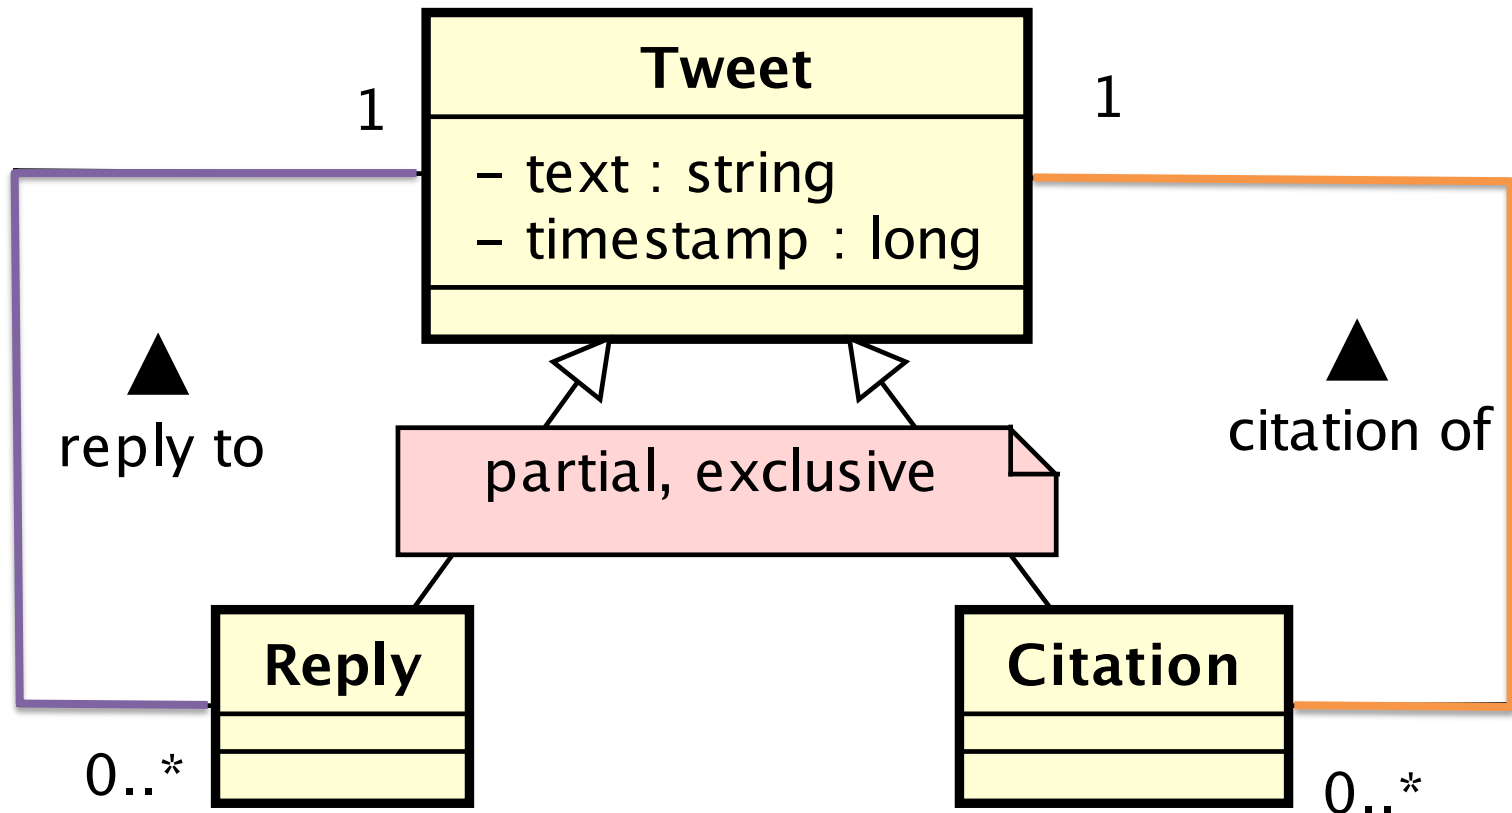 Tweet
1
1
– text : string
– timestamp : long
reply to
citation of
partial, exclusive
Reply
Citation
0..*
0..*